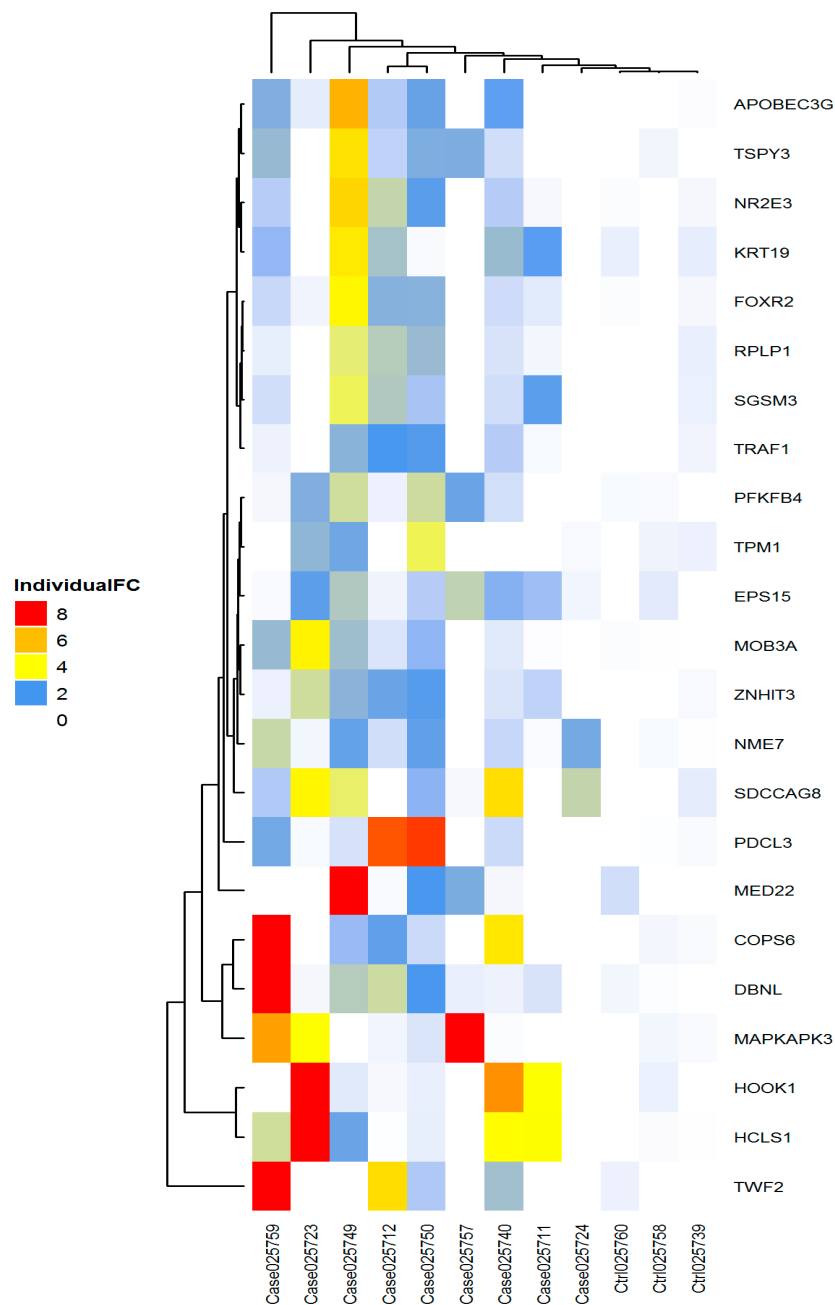 APOBEC3G
TSPY3
NR2E3
KRT19
FOXR2
RPLP1
SGSM3
TRAF1
PFKFB4
TPM1
EPS15
MOB3A
ZNHIT3
NME7
SDCCAG8
PDCL3
MED22
COPS6
DBNL
MAPKAPK3
HOOK1
HCLS1
TWF2
IndividualFC
8
6
4
2
0
Case025759
Case025723
Case025749
Case025712
Case025750
Case025757
Case025740
Case025711
Case025724
Ctrl025760
Ctrl025758
Ctrl025739